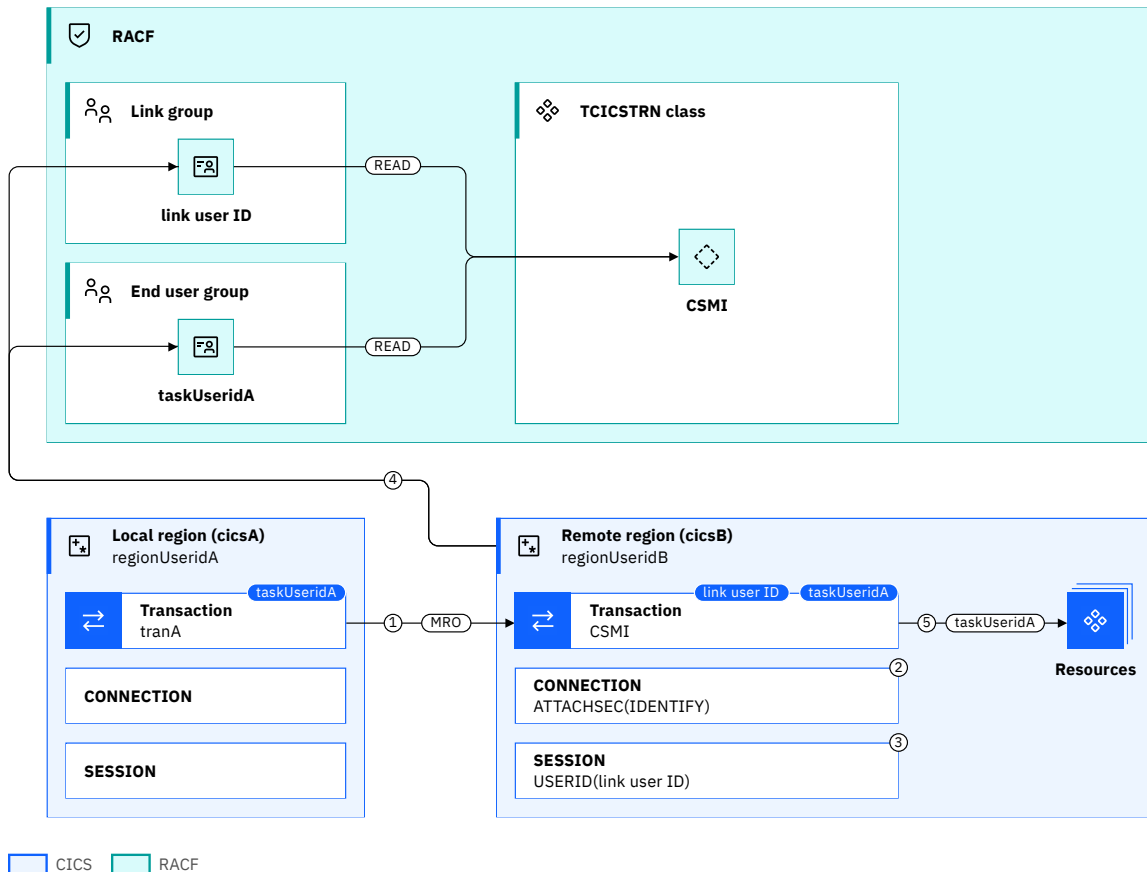 RACF
Link group
TCICSTRN class
READ
link user ID
End user group
CSMI
READ
taskUseridA
4
Local region (cicsA)
regionUseridA
Remote region (cicsB)
regionUseridB
taskUseridA
Transaction
tranA
1
MRO
link user ID
taskUseridA
Transaction
CSMI
5
taskUseridA
Resources
CONNECTION
2
CONNECTION
ATTACHSEC(IDENTIFY)
SESSION
3
SESSION
USERID(link user ID)
CICS
RACF